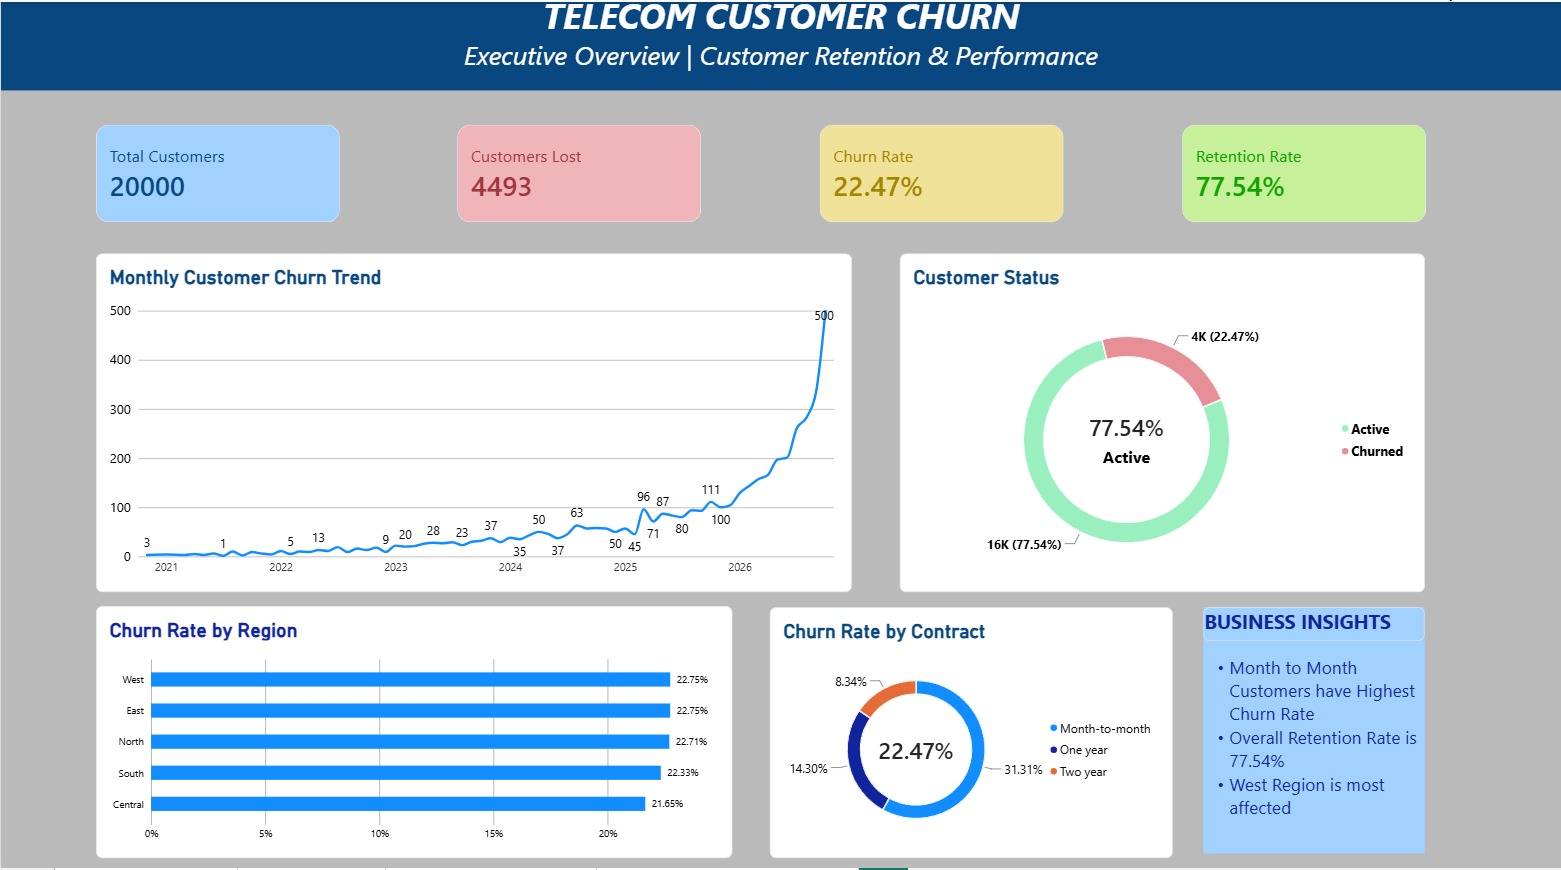 TELECOM CUSTOMER CHURN
Executive Overview | Customer Retention & Performance
Total Customers
20000
Customers Lost
4493
Churn Rate
22.47%
Retention Rate
77.54%
Monthly Customer Churn Trend
500
400
300
200
100
0
3
1
5
13
9
20
28
23
37
35
50
37
63
50
45
96
71
87
80
111
100
500
2021
2022
2023
2024
2025
2026
Customer Status
4K (22.47%)
77.54%
Active
16K (77.54%)
Active
Churned
Churn Rate by Region
West
22.75%
East
22.75%
North
22.71%
South
22.33%
Central
21.65%
0%
5%
10%
15%
20%
Churn Rate by Contract
8.34%
14.30%
22.47%
31.31%
Month-to-month
One year
Two year
BUSINESS INSIGHTS
• Month to Month
Customers have Highest
Churn Rate
• Overall Retention Rate is
77.54%
• West Region is most
affected